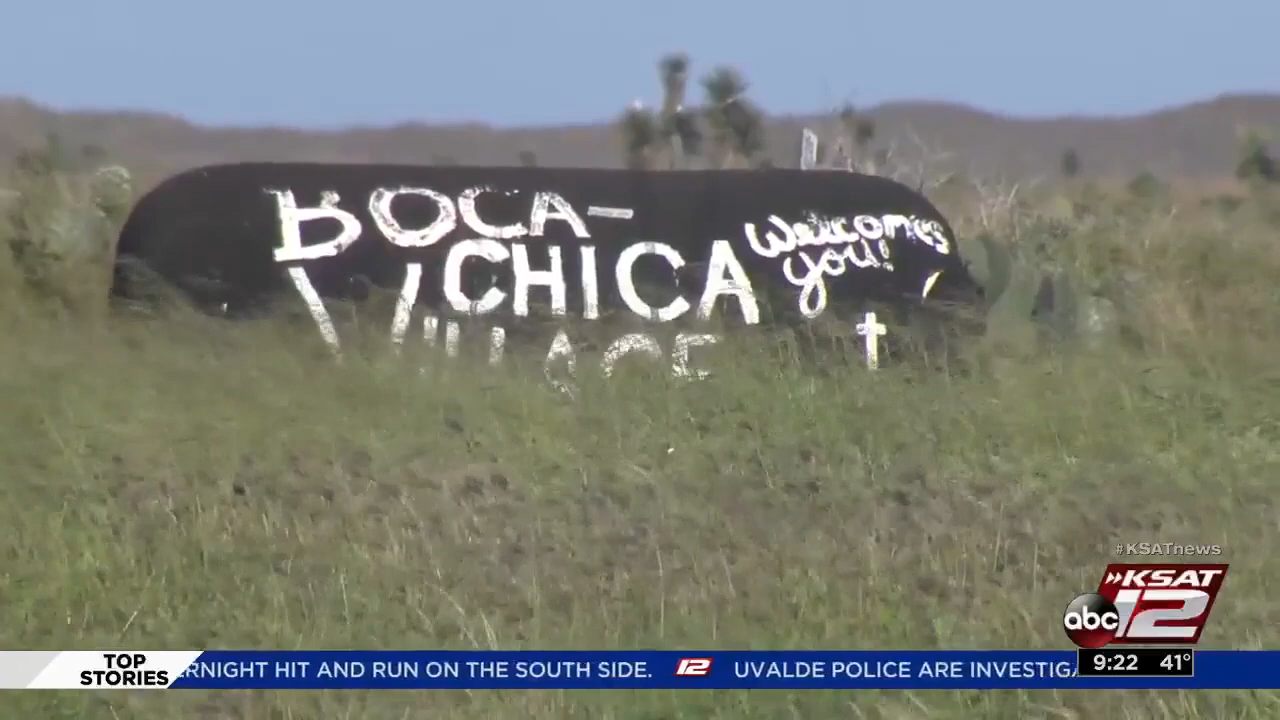 BOCA-
CHICA
VILLAGE
Welcomes
you!
#KSATnews
KSAT
12
abc
9:22 41°
TOP
STORIES
ERNIGHT HIT AND RUN ON THE SOUTH SIDE. 12 UVALDE POLICE ARE INVESTIGA